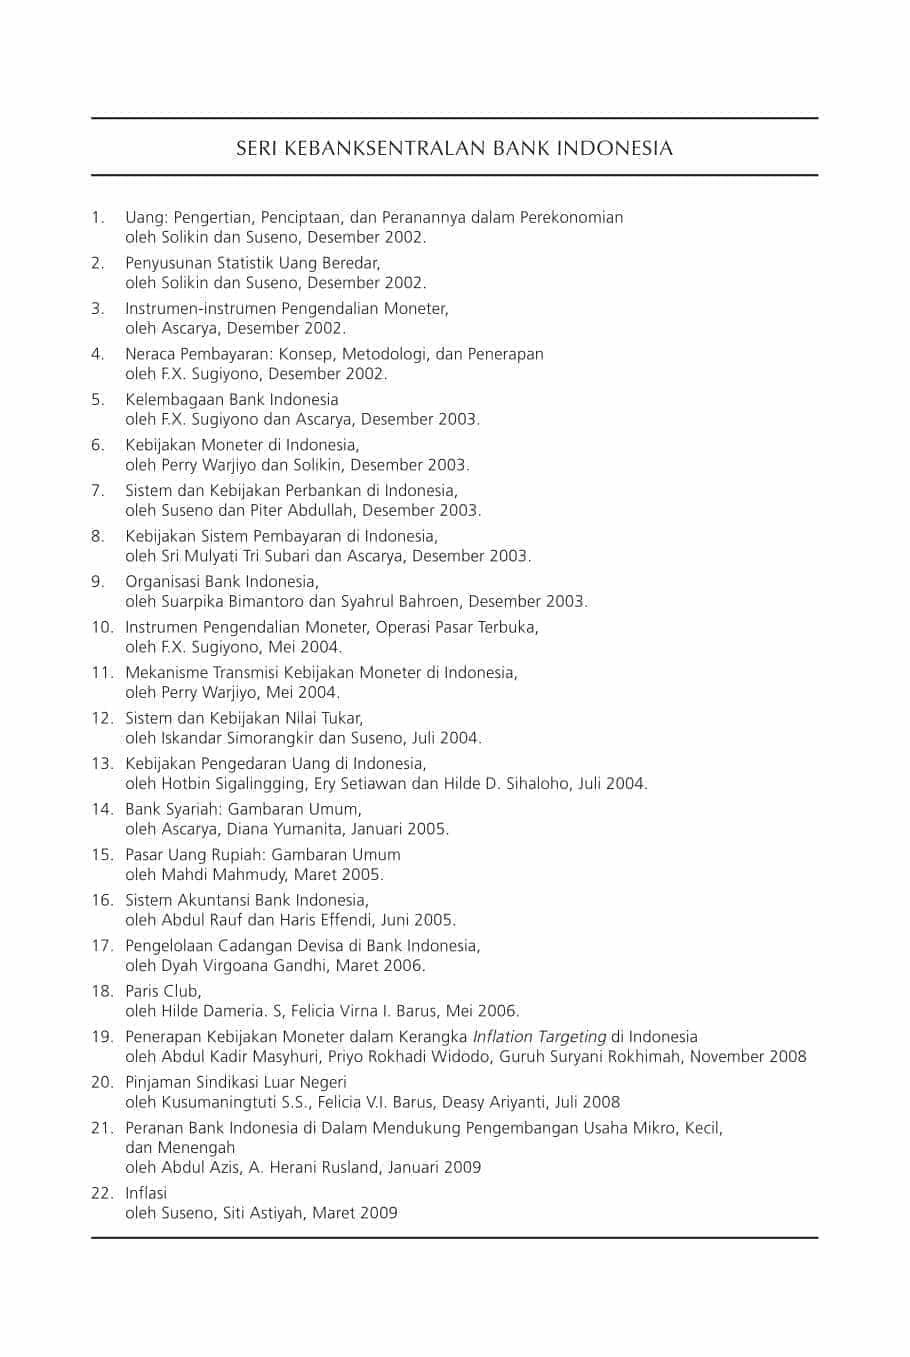 SERI KEBANKSENTRALAN BANK INDONESIA
1. Uang: Pengertian, Penciptaan, dan Peranannya dalam Perekonomian
oleh Solikin dan Suseno, Desember 2002.
2. Penyusunan Statistik Uang Beredar,
oleh Solikin dan Suseno, Desember 2002.
3. Instrumen-instrumen Pengendalian Moneter,
oleh Ascarya, Desember 2002.
4. Neraca Pembayaran: Konsep, Metodologi, dan Penerapan
oleh F.X. Sugiyono, Desember 2002.
5. Kelembagaan Bank Indonesia
oleh F.X. Sugiyono dan Ascarya, Desember 2003.
6. Kebijakan Moneter di Indonesia,
oleh Perry Warjiyo dan Solikin, Desember 2003.
7. Sistem dan Kebijakan Perbankan di Indonesia,
oleh Suseno dan Piter Abdullah, Desember 2003.
8. Kebijakan Sistem Pembayaran di Indonesia,
oleh Sri Mulyati Tri Subari dan Ascarya, Desember 2003.
9. Organisasi Bank Indonesia,
oleh Suarpika Bimantoro dan Syahrul Bahroen, Desember 2003.
10. Instrumen Pengendalian Moneter, Operasi Pasar Terbuka,
oleh F.X. Sugiyono, Mei 2004.
11. Mekanisme Transmisi Kebijakan Moneter di Indonesia,
oleh Perry Warjiyo, Mei 2004.
12. Sistem dan Kebijakan Nilai Tukar,
oleh Iskandar Simorangkir dan Suseno, Juli 2004.
13. Kebijakan Pengedaran Uang di Indonesia,
oleh Hotbin Sigalingging, Ery Setiawan dan Hilde D. Sihaloho, Juli 2004.
14. Bank Syariah: Gambaran Umum,
oleh Ascarya, Diana Yumanita, Januari 2005.
15. Pasar Uang Rupiah: Gambaran Umum
oleh Mahdi Mahmudy, Maret 2005.
16. Sistem Akuntansi Bank Indonesia,
oleh Abdul Rauf dan Haris Effendi, Juni 2005.
17. Pengelolaan Cadangan Devisa di Bank Indonesia,
oleh Dyah Virgoana Gandhi, Maret 2006.
18. Paris Club,
oleh Hilde Dameria. S, Felicia Virna I. Barus, Mei 2006.
19. Penerapan Kebijakan Moneter dalam Kerangka Inflation Targeting di Indonesia
oleh Abdul Kadir Masyhuri, Priyo Rokhadi Widodo, Guruh Suryani Rokhimah, November 2008
20. Pinjaman Sindikasi Luar Negeri
oleh Kusumaningtuti S.S., Felicia V.I. Barus, Deasy Ariyanti, Juli 2008
21. Peranan Bank Indonesia di Dalam Mendukung Pengembangan Usaha Mikro, Kecil,
dan Menengah
oleh Abdul Azis, A. Herani Rusland, Januari 2009
22. Inflasi
oleh Suseno, Siti Astiyah, Maret 2009